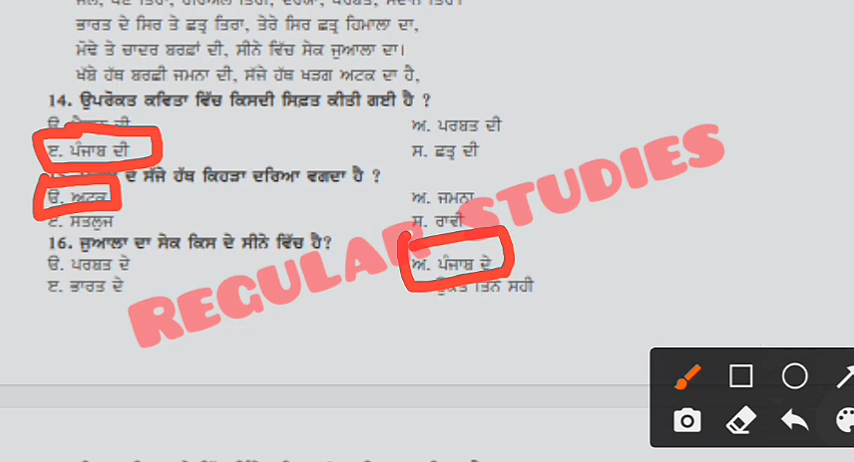 ਭਾਰਤ ਦੇ ਸਿਰ ਤੇ ਛਤ੍ਰ ਤਿਰਾ, ਤੇਰੇ ਸਿਰ ਛਤ੍ਰ ਹਿਮਾਲਾ ਦਾ,
ਮੋਢੇ ਤੇ ਚਾਦਰ ਬਰਫ਼ਾਂ ਦੀ, ਸੀਨੇ ਵਿੱਚ ਸੇਕ ਜੁਆਲਾ ਦਾ।
ਖੱਬੇ ਹੱਥ ਬਰਛੀ ਜਮਨਾ ਦੀ, ਸੱਜੇ ਹੱਥ ਖੜਗ ਅਟਕ ਦਾ ਹੈ,
14. ਉਪਰੋਕਤ ਕਵਿਤਾ ਵਿੱਚ ਕਿਸਦੀ ਸਿਫ਼ਤ ਕੀਤੀ ਗਈ ਹੈ ?
ੳ. ਦੀ ਅ. ਪਰਬਤ ਦੀ
ੲ. ਪੰਜਾਬ ਦੀ ਸ. ਛਤ੍ਰ ਦੀ
ਦੇ ਸੱਜੇ ਹੱਥ ਕਿਹੜਾ ਦਰਿਆ ਵਗਦਾ ਹੈ ?
ੳ. ਅਟਕ ਅ. ਜਮਨਾ
ੲ. ਸਤਲੁਜ ਸ. ਰਾਵੀ
16. ਜੁਆਲਾ ਦਾ ਸੇਕ ਕਿਸ ਦੇ ਸੀਨੇ ਵਿੱਚ ਹੈ?
ੳ. ਪਰਬਤ ਦੇ ਅ. ਪੰਜਾਬ ਦੇ
ੲ. ਭਾਰਤ ਦੇ ਤਿੰਨੇ ਸਹੀ
REGULAR STUDIES